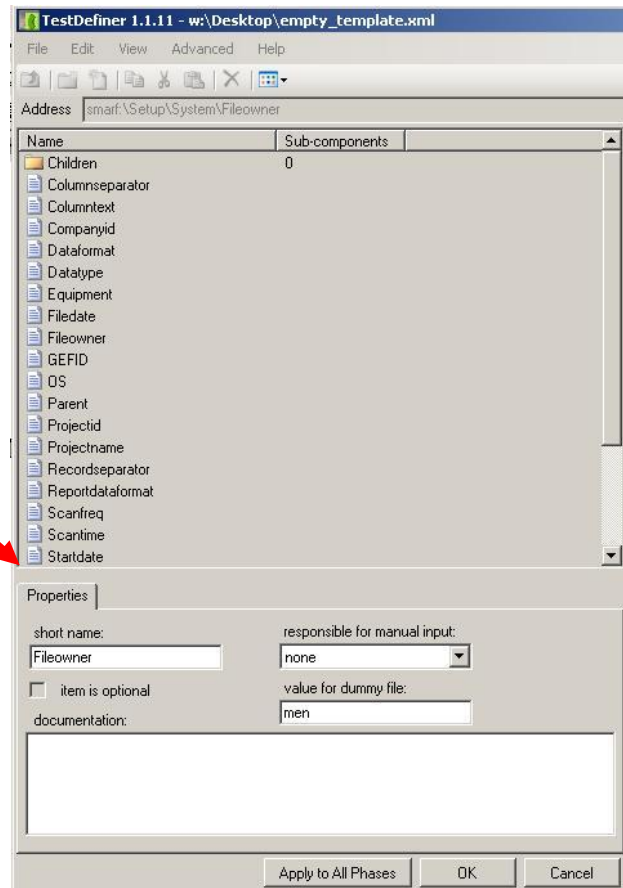 TestDefiner 1.1.11 - w:\Desktop\empty_template.xml
File Edit View Advanced Help
Address smarf:\Setup\System\Fileowner
Name Sub-components
Children 0
Columnseparator
Columntext
Companyid
Dataformat
Datatype
Equipment
Filedate
Fileowner
GEFID
OS
Parent
Projectid
Projectname
Recordseparator
Reportdataformat
Scanfreq
Scantime
Startdate
Properties
short name: responsible for manual input:
Fileowner none
item is optional value for dummy file:
men
documentation:
Apply to All Phases OK Cancel